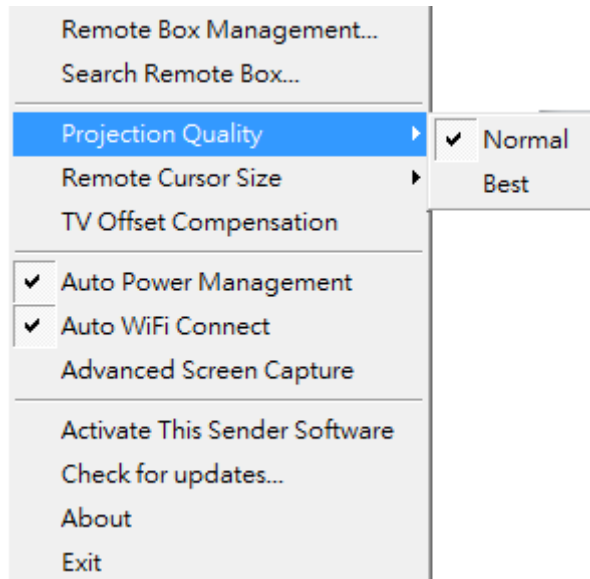 Remote Box Management...
Search Remote Box...
Projection Quality
Normal
Best
Remote Cursor Size
TV Offset Compensation
Auto Power Management
Auto WiFi Connect
Advanced Screen Capture
Activate This Sender Software
Check for updates...
About
Exit